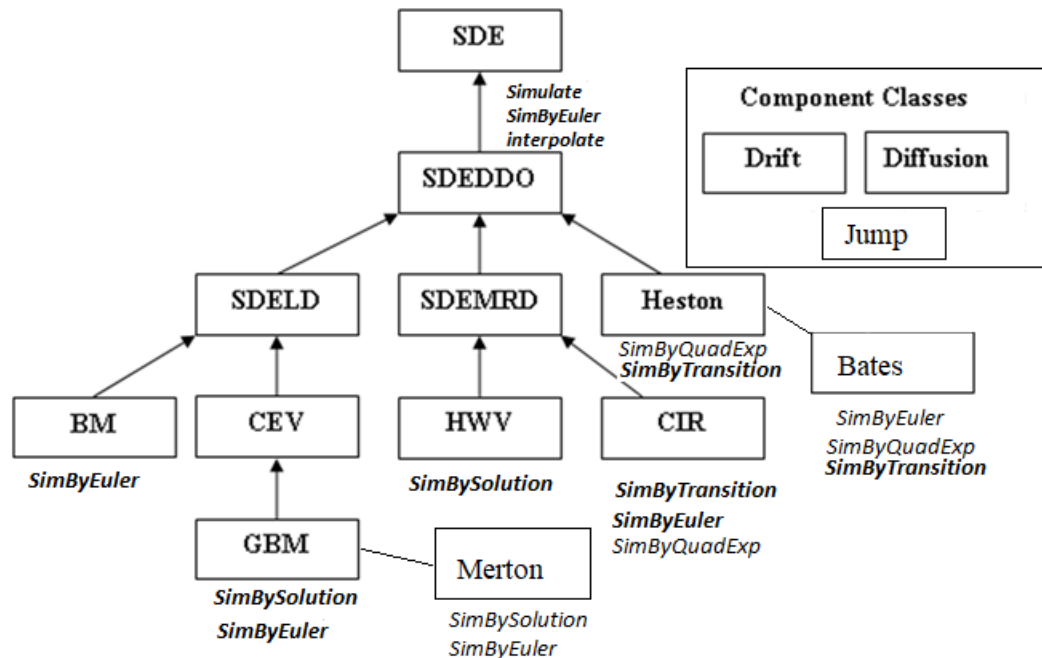 SDE
Simulate
SimByEuler
interpolate
Component Classes
Drift
Diffusion
Jump
SDEDDO
SDELD
SDEMRD
Heston
SimByQuadExp
SimByTransition
Bates
SimByEuler
SimByQuadExp
SimByTransition
BM
SimByEuler
CEV
HWV
SimBySolution
CIR
SimByTransition
SimByEuler
SimByQuadExp
GBM
SimBySolution
SimByEuler
Merton
SimBySolution
SimByEuler